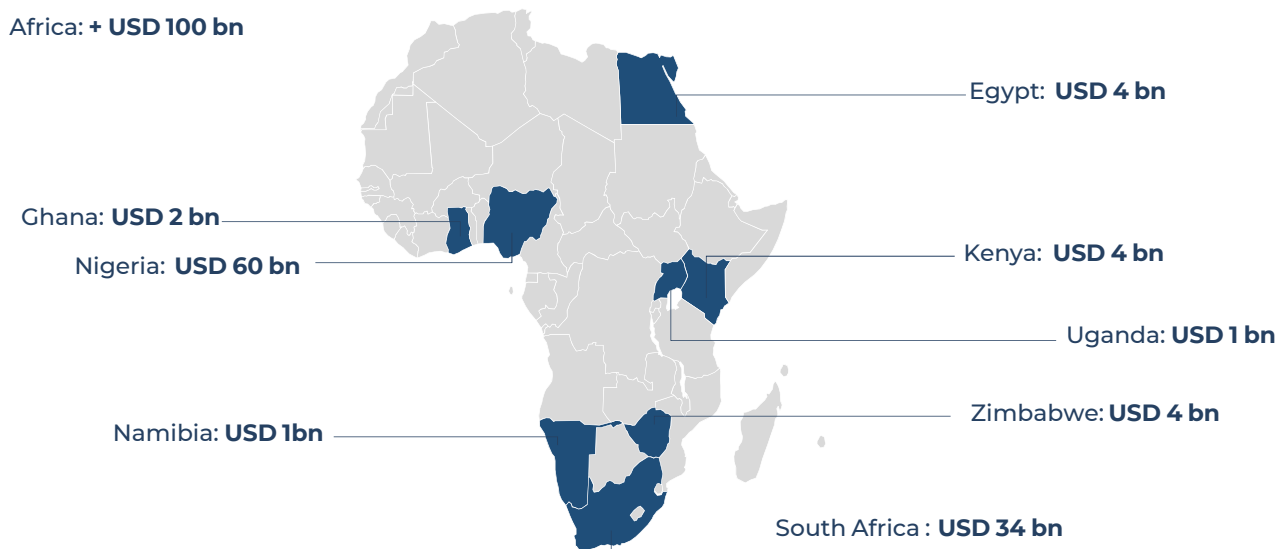 Africa: + USD 100 bn
Egypt: USD 4 bn
Ghana: USD 2 bn
Nigeria: USD 60 bn
Kenya: USD 4 bn
Uganda: USD 1 bn
Zimbabwe: USD 4 bn
Namibia: USD 1bn
South Africa : USD 34 bn